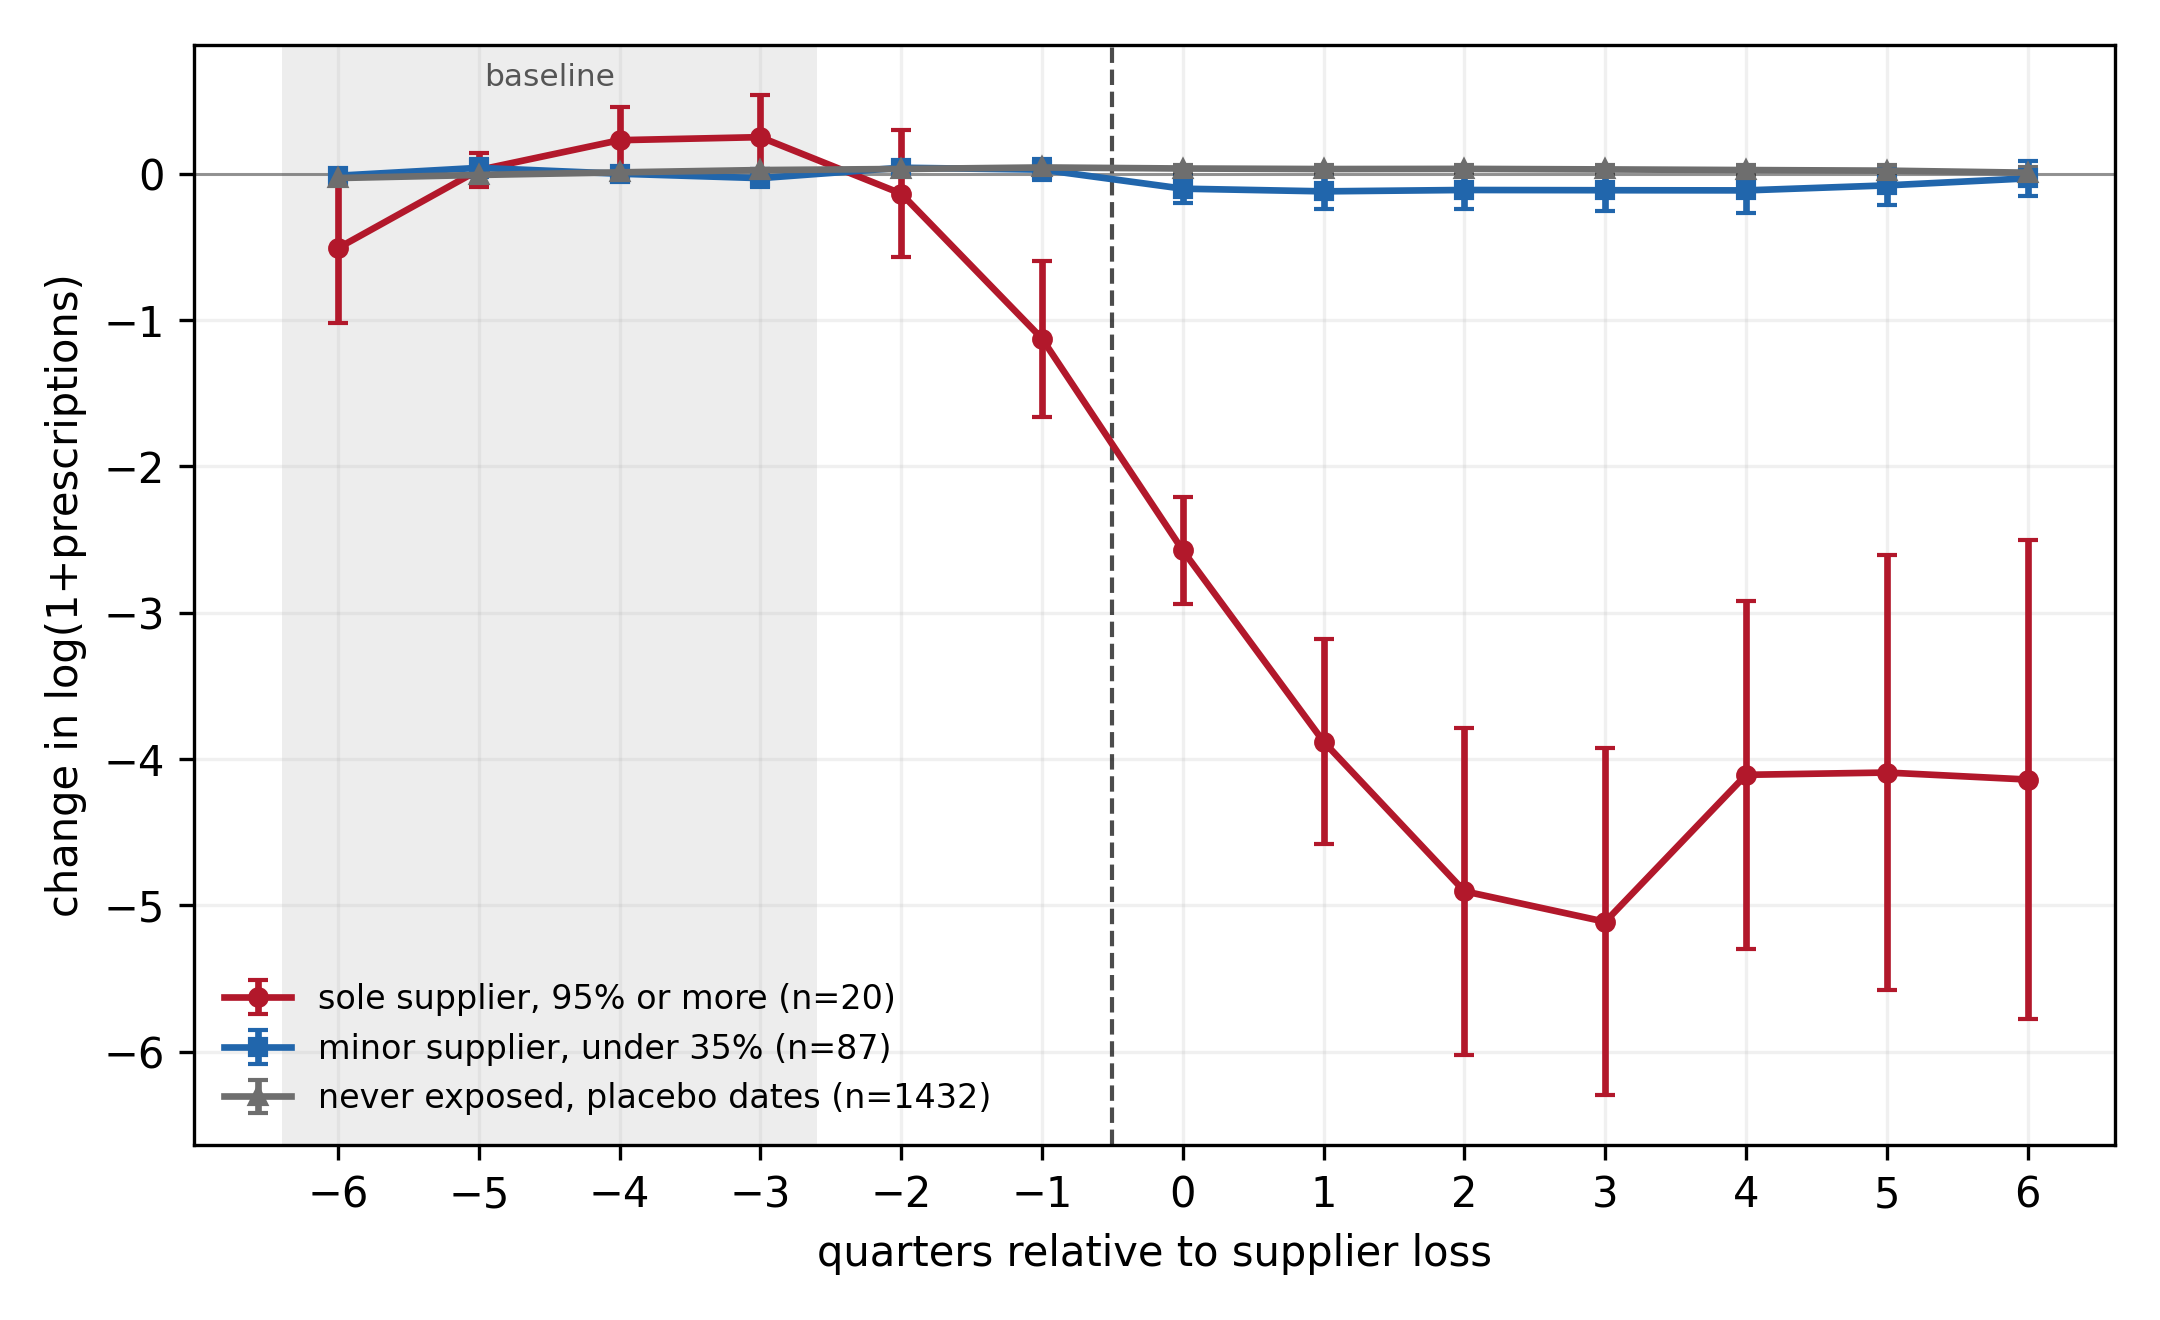 baseline
change in log(1+prescriptions)
0
−1
−2
−3
−4
−5
−6
sole supplier, 95% or more (n=20)
minor supplier, under 35% (n=87)
never exposed, placebo dates (n=1432)
−6 −5 −4 −3 −2 −1 0 1 2 3 4 5 6
quarters relative to supplier loss